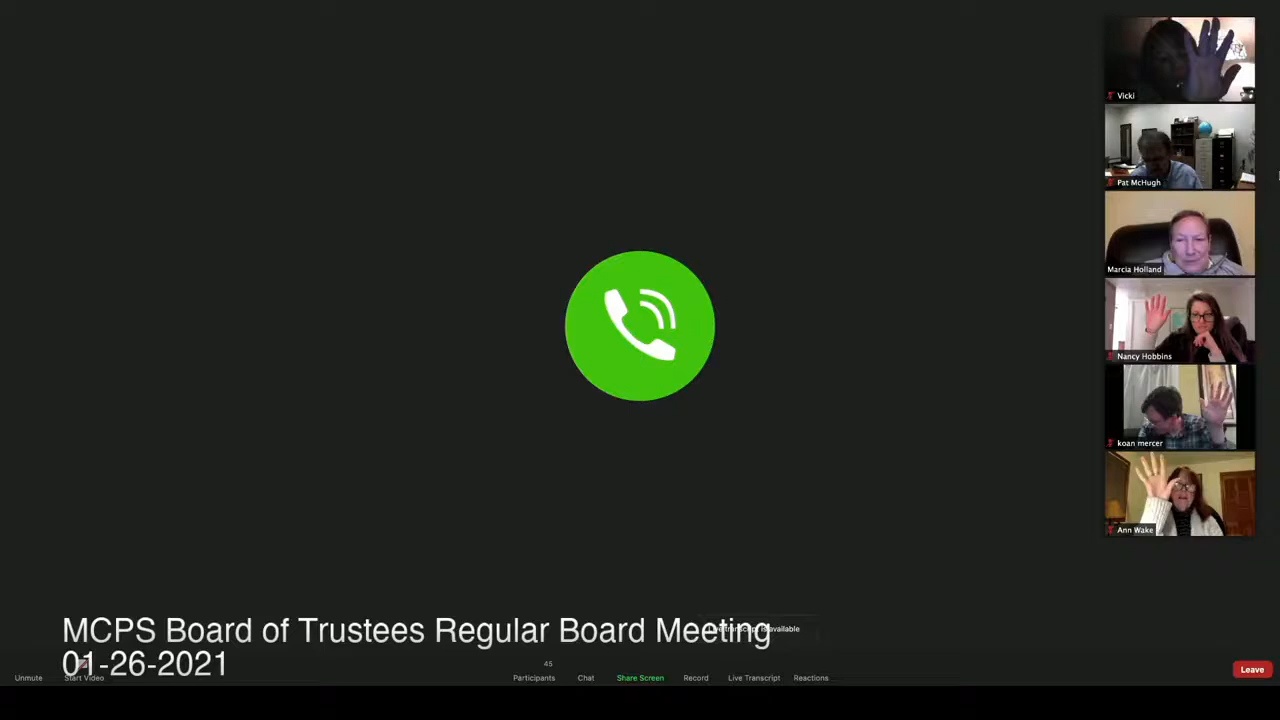 Vicki
Pat McHugh
Marcia Holland
Nancy Hobbins
koan mercer
Ann Wake
MCPS Board of Trustees Regular Board Meeting
01-26-2021
available
45
Unmute
Start Video
Participants
Chat
Share Screen
Record
Live Transcript
Reactions
Leave